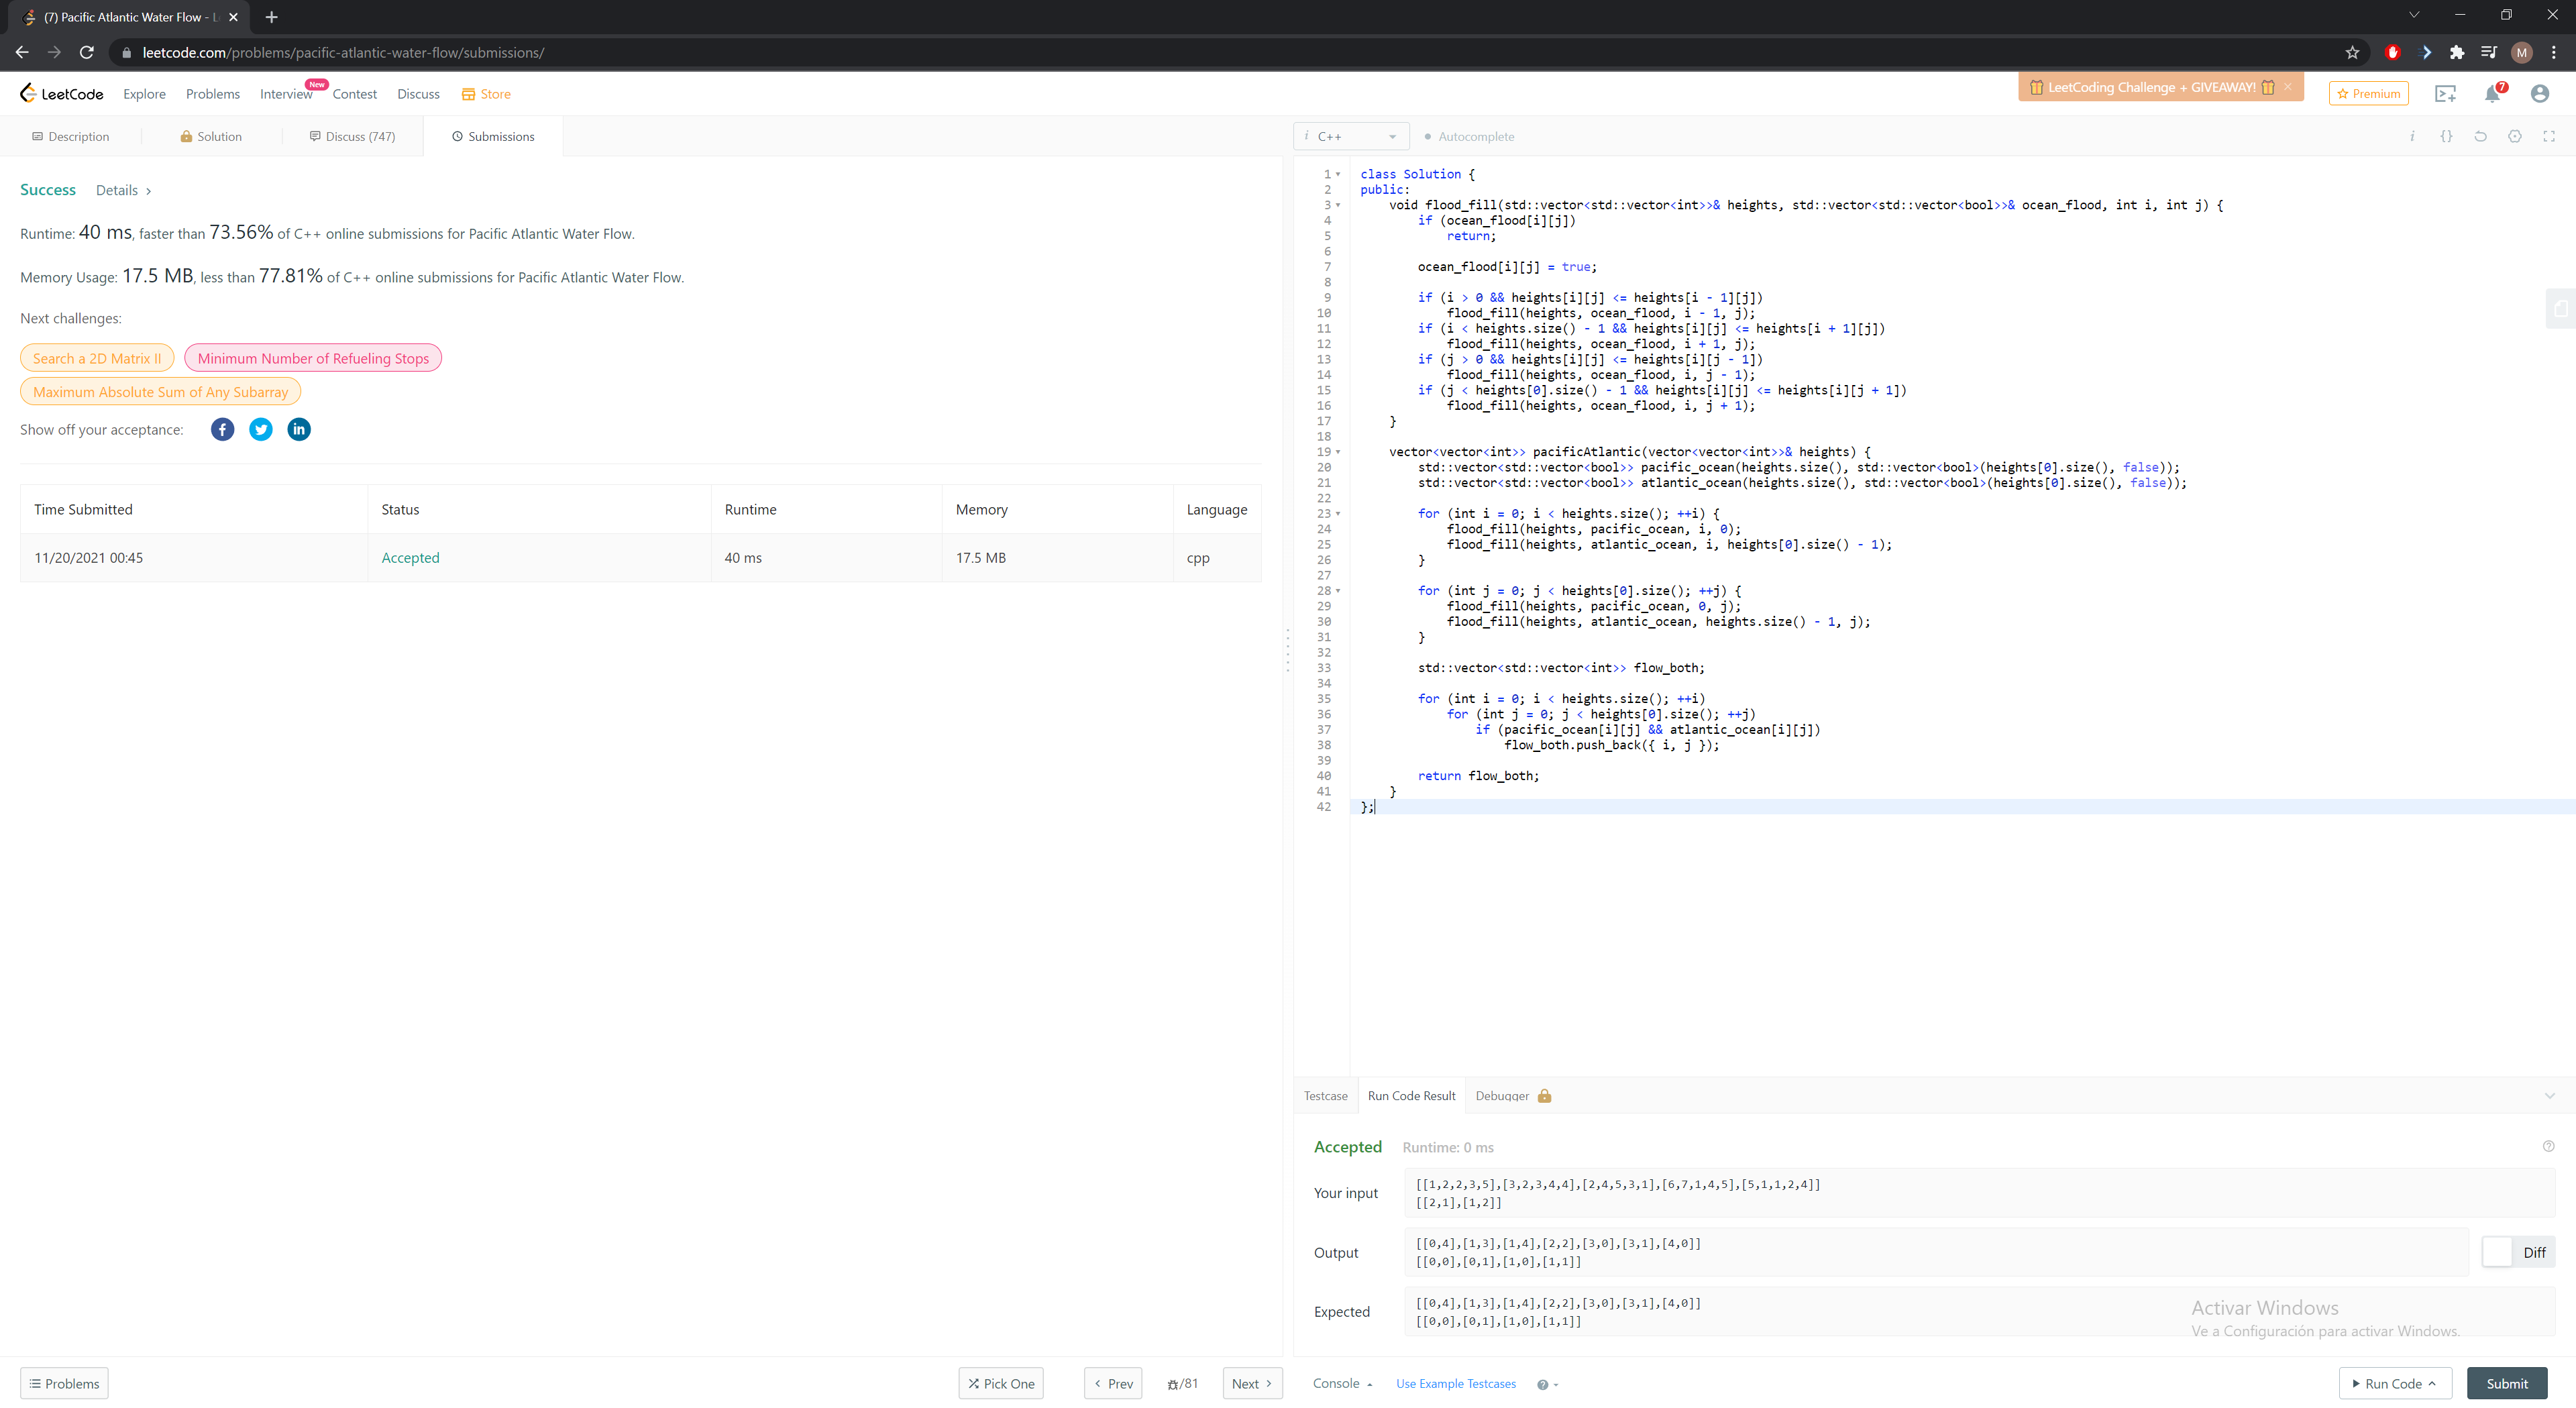 (7) Pacific Atlantic Water Flow - L
leetcode.com/problems/pacific-atlantic-water-flow/submissions/
M
LeetCode Explore Problems Interview New Contest Discuss Store
LeetCoding Challenge + GIVEAWAY! ×
Premium
7
Description Solution Discuss (747) Submissions
i C++ Autocomplete
i {}
Success Details >
Runtime: 40 ms, faster than 73.56% of C++ online submissions for Pacific Atlantic Water Flow.
Memory Usage: 17.5 MB, less than 77.81% of C++ online submissions for Pacific Atlantic Water Flow.
Next challenges:
Search a 2D Matrix II Minimum Number of Refueling Stops
Maximum Absolute Sum of Any Subarray
Show off your acceptance: f in
Time Submitted Status Runtime Memory Language
11/20/2021 00:45 Accepted 40 ms 17.5 MB cpp
1 class Solution {
2 public:
3     void flood_fill(std::vector<std::vector<int>>& heights, std::vector<std::vector<bool>>& ocean_flood, int i, int j) {
4         if (ocean_flood[i][j])
5             return;
6
7         ocean_flood[i][j] = true;
8
9         if (i > 0 && heights[i][j] <= heights[i - 1][j])
10             flood_fill(heights, ocean_flood, i - 1, j);
11         if (i < heights.size() - 1 && heights[i][j] <= heights[i + 1][j])
12             flood_fill(heights, ocean_flood, i + 1, j);
13         if (j > 0 && heights[i][j] <= heights[i][j - 1])
14             flood_fill(heights, ocean_flood, i, j - 1);
15         if (j < heights[0].size() - 1 && heights[i][j] <= heights[i][j + 1])
16             flood_fill(heights, ocean_flood, i, j + 1);
17     }
18
19     vector<vector<int>> pacificAtlantic(vector<vector<int>>& heights) {
20         std::vector<std::vector<bool>> pacific_ocean(heights.size(), std::vector<bool>(heights[0].size(), false));
21         std::vector<std::vector<bool>> atlantic_ocean(heights.size(), std::vector<bool>(heights[0].size(), false));
22
23         for (int i = 0; i < heights.size(); ++i) {
24             flood_fill(heights, pacific_ocean, i, 0);
25             flood_fill(heights, atlantic_ocean, i, heights[0].size() - 1);
26         }
27
28         for (int j = 0; j < heights[0].size(); ++j) {
29             flood_fill(heights, pacific_ocean, 0, j);
30             flood_fill(heights, atlantic_ocean, heights.size() - 1, j);
31         }
32
33         std::vector<std::vector<int>> flow_both;
34
35         for (int i = 0; i < heights.size(); ++i)
36             for (int j = 0; j < heights[0].size(); ++j)
37                 if (pacific_ocean[i][j] && atlantic_ocean[i][j])
38                     flow_both.push_back({ i, j });
39
40         return flow_both;
41     }
42 };
Testcase Run Code Result Debugger
Accepted Runtime: 0 ms
Your input
[[1,2,2,3,5],[3,2,3,4,4],[2,4,5,3,1],[6,7,1,4,5],[5,1,1,2,4]]
[[2,1],[1,2]]
Output
[[0,4],[1,3],[1,4],[2,2],[3,0],[3,1],[4,0]]
[[0,0],[0,1],[1,0],[1,1]]
Diff
Expected
[[0,4],[1,3],[1,4],[2,2],[3,0],[3,1],[4,0]]
[[0,0],[0,1],[1,0],[1,1]]
Activar Windows
Ve a Configuración para activar Windows.
Problems Pick One < Prev /81 Next > Console Use Example Testcases ? Run Code Submit